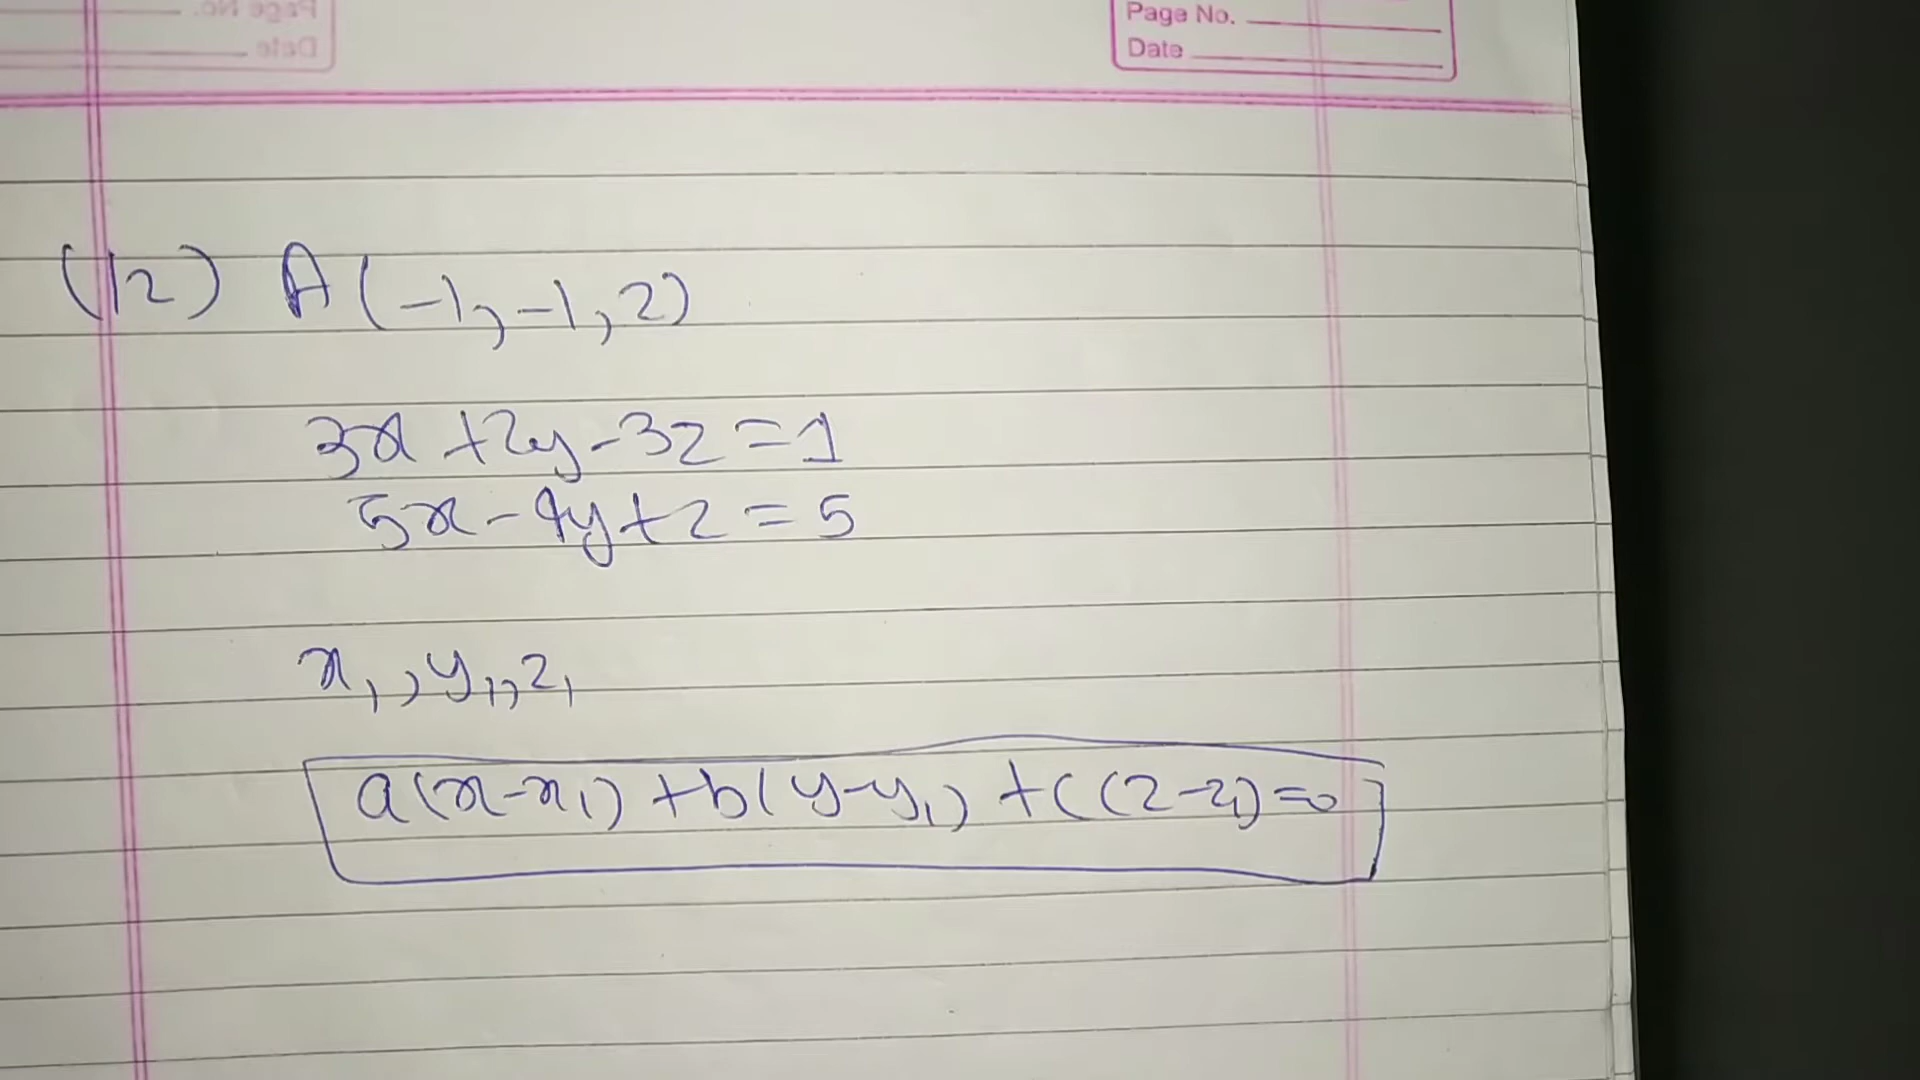 Page No.
Date
(12) A(-1,-1,2)
3x+2y-3z=1
5x-4y+z=5
x₁,y₁,z₁
a(x-x₁)+b(y-y₁)+c(z-z₁)=0